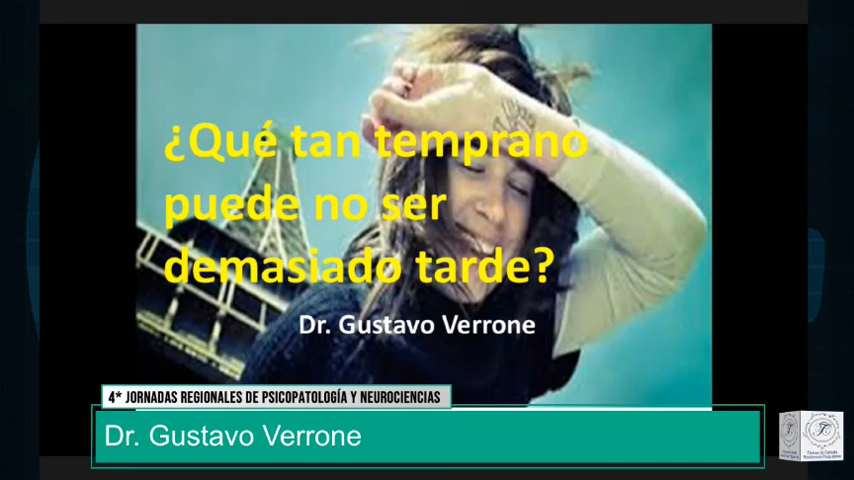 ¿Qué tan temprano
puede no ser
demasiado tarde?
Dr. Gustavo Verrone
4* JORNADAS REGIONALES DE PSICOPATOLOGÍA Y NEUROCIENCIAS
Dr. Gustavo Verrone